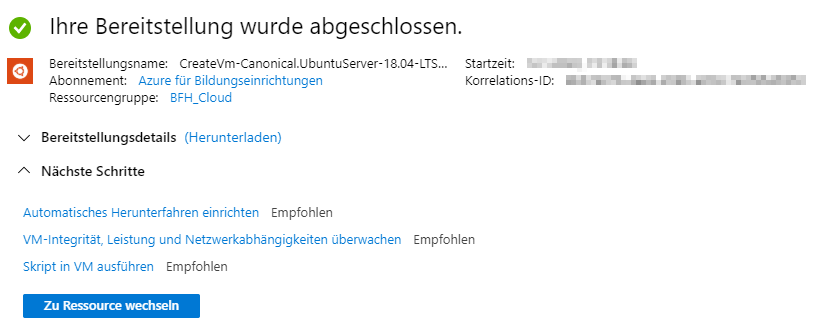 Ihre Bereitstellung wurde abgeschlossen.
Bereitstellungsname: CreateVm-Canonical.UbuntuServer-18.04-LTS... Startzeit:
Abonnement: Azure für Bildungseinrichtungen Korrelations-ID:
Ressourcengruppe: BFH_Cloud
Bereitstellungsdetails (Herunterladen)
Nächste Schritte
Automatisches Herunterfahren einrichten Empfohlen
VM-Integrität, Leistung und Netzwerkabhängigkeiten überwachen Empfohlen
Skript in VM ausführen Empfohlen
Zu Ressource wechseln